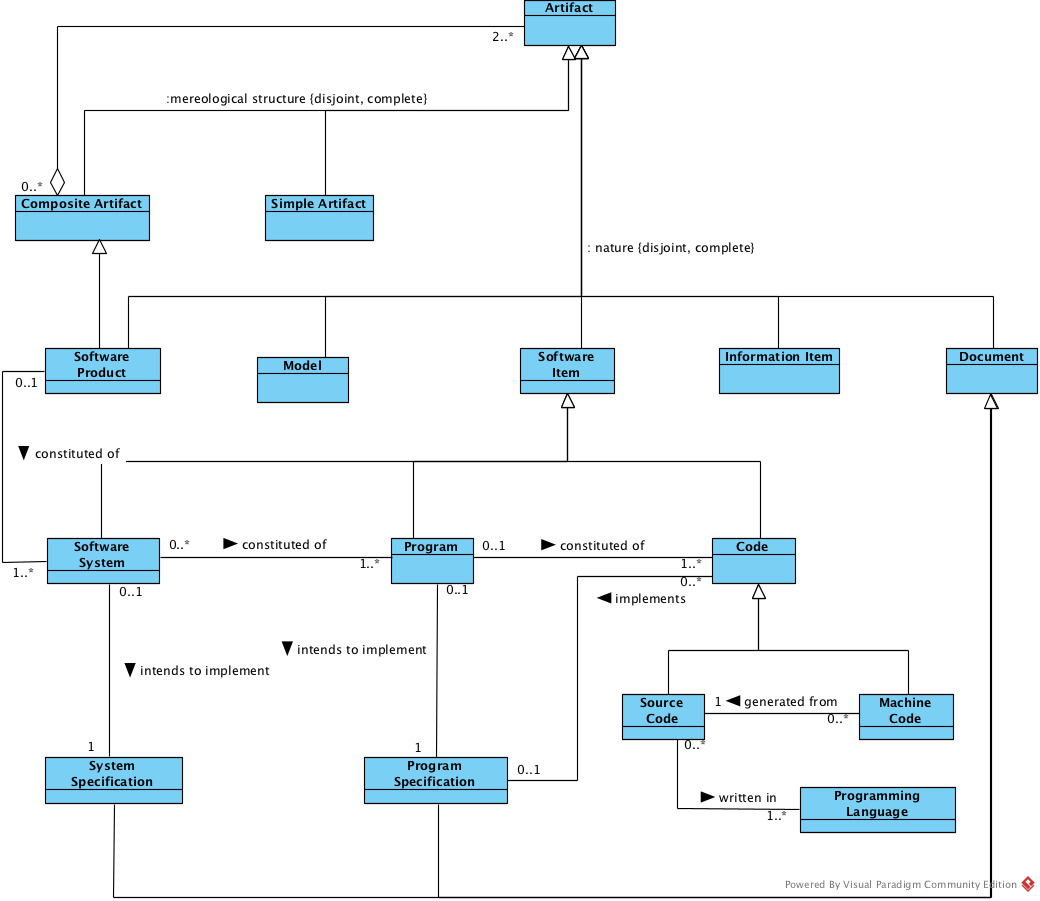 Artifact
2..*
:mereological structure {disjoint, complete}
0..*
Composite Artifact
Simple Artifact
: nature {disjoint, complete}
Software
Product
Model
Software
Item
Information Item
Document
0..1
constituted of
Software
System
0..*
constituted of
1..*
Program
0..1
constituted of
1..*
Code
1..*
0..1
0..1
0..*
implements
intends to implement
intends to implement
Source
Code
1
generated from
0..*
Machine
Code
0..*
1
1
System
Specification
Program
Specification
0..1
written in
1..*
Programming
Language
Powered By Visual Paradigm Community Edition